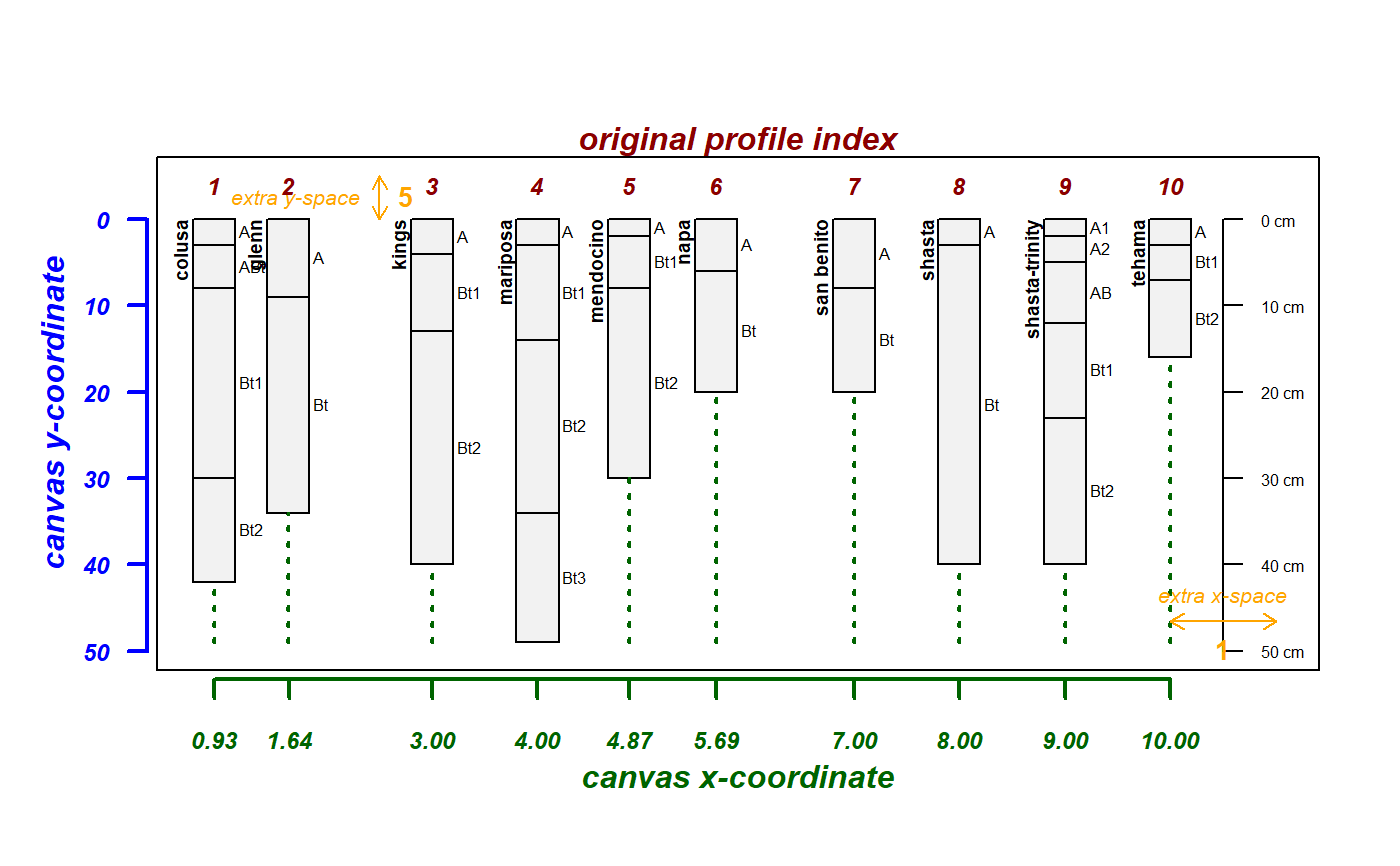 original profile index
1 2 3 4 5 6 7 8 9 10
extra y-space 5
canvas y-coordinate
0
10
20
30
40
50
colusa
A
ABt
Bt1
Bt2
glenn
A
Bt
kings
A
Bt1
Bt2
mariposa
A
Bt1
Bt2
Bt3
mendocino
A
Bt1
Bt2
napa
A
Bt
san benito
A
Bt
shasta
A
Bt
shasta-trinity
A1
A2
AB
Bt1
Bt2
tehama
A
Bt1
Bt2
0 cm
10 cm
20 cm
30 cm
40 cm
50 cm
extra x-space
1
0.93 1.64 3.00 4.00 4.87 5.69 7.00 8.00 9.00 10.00
canvas x-coordinate